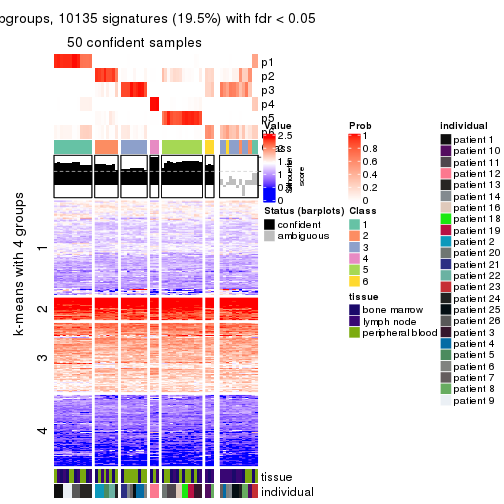 ogroups, 10135 signatures (19.5%) with fdr < 0.05
50 confident samples
p1
p2
p3
p4
p5
p6
Class
Silhouette
score
k-means with 4 groups
1
2
3
4
tissue
individual
Value
2.5
2
1.5
1
0.5
0
Status (barplots)
confident
ambiguous
Prob
1
0.8
0.6
0.4
0.2
0
Class
1
2
3
4
5
6
tissue
bone marrow
lymph node
peripheral blood
individual
patient 1
patient 10
patient 11
patient 12
patient 13
patient 14
patient 16
patient 18
patient 19
patient 2
patient 20
patient 21
patient 22
patient 23
patient 24
patient 25
patient 26
patient 3
patient 4
patient 5
patient 6
patient 7
patient 8
patient 9